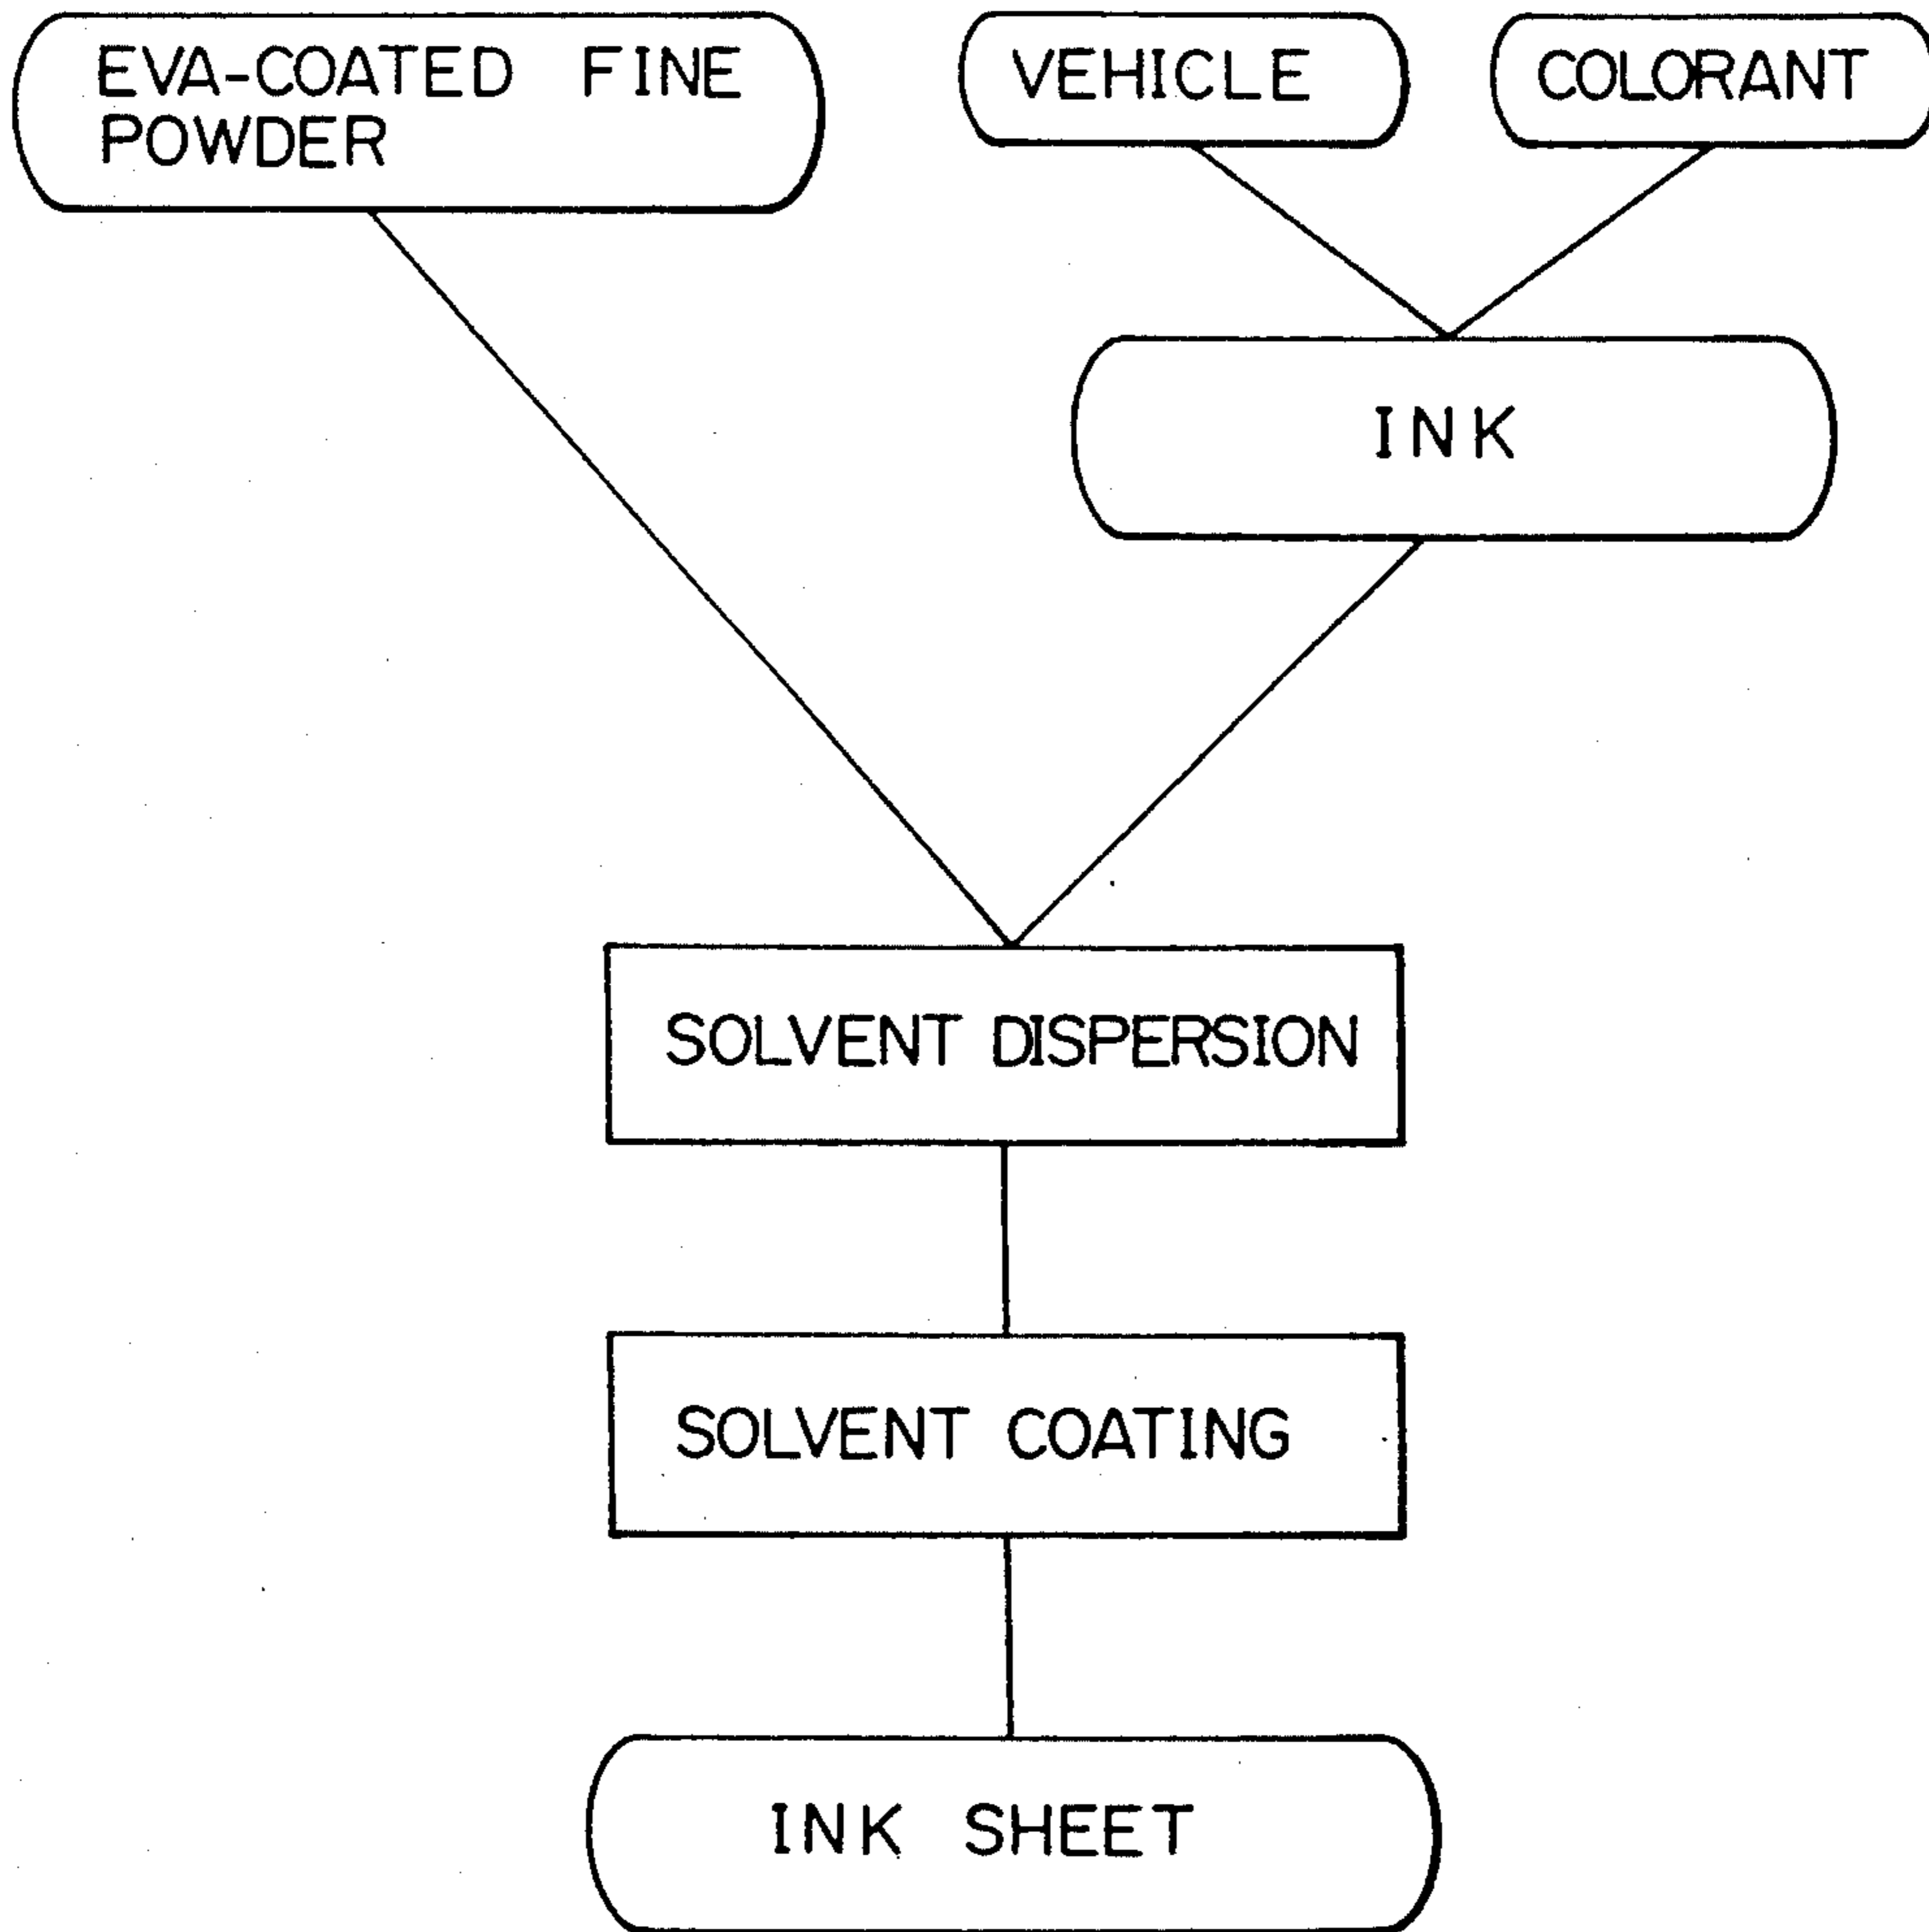 EVA-COATED FINE
POWDER
VEHICLE
COLORANT
INK
SOLVENT DISPERSION
SOLVENT COATING
INK SHEET